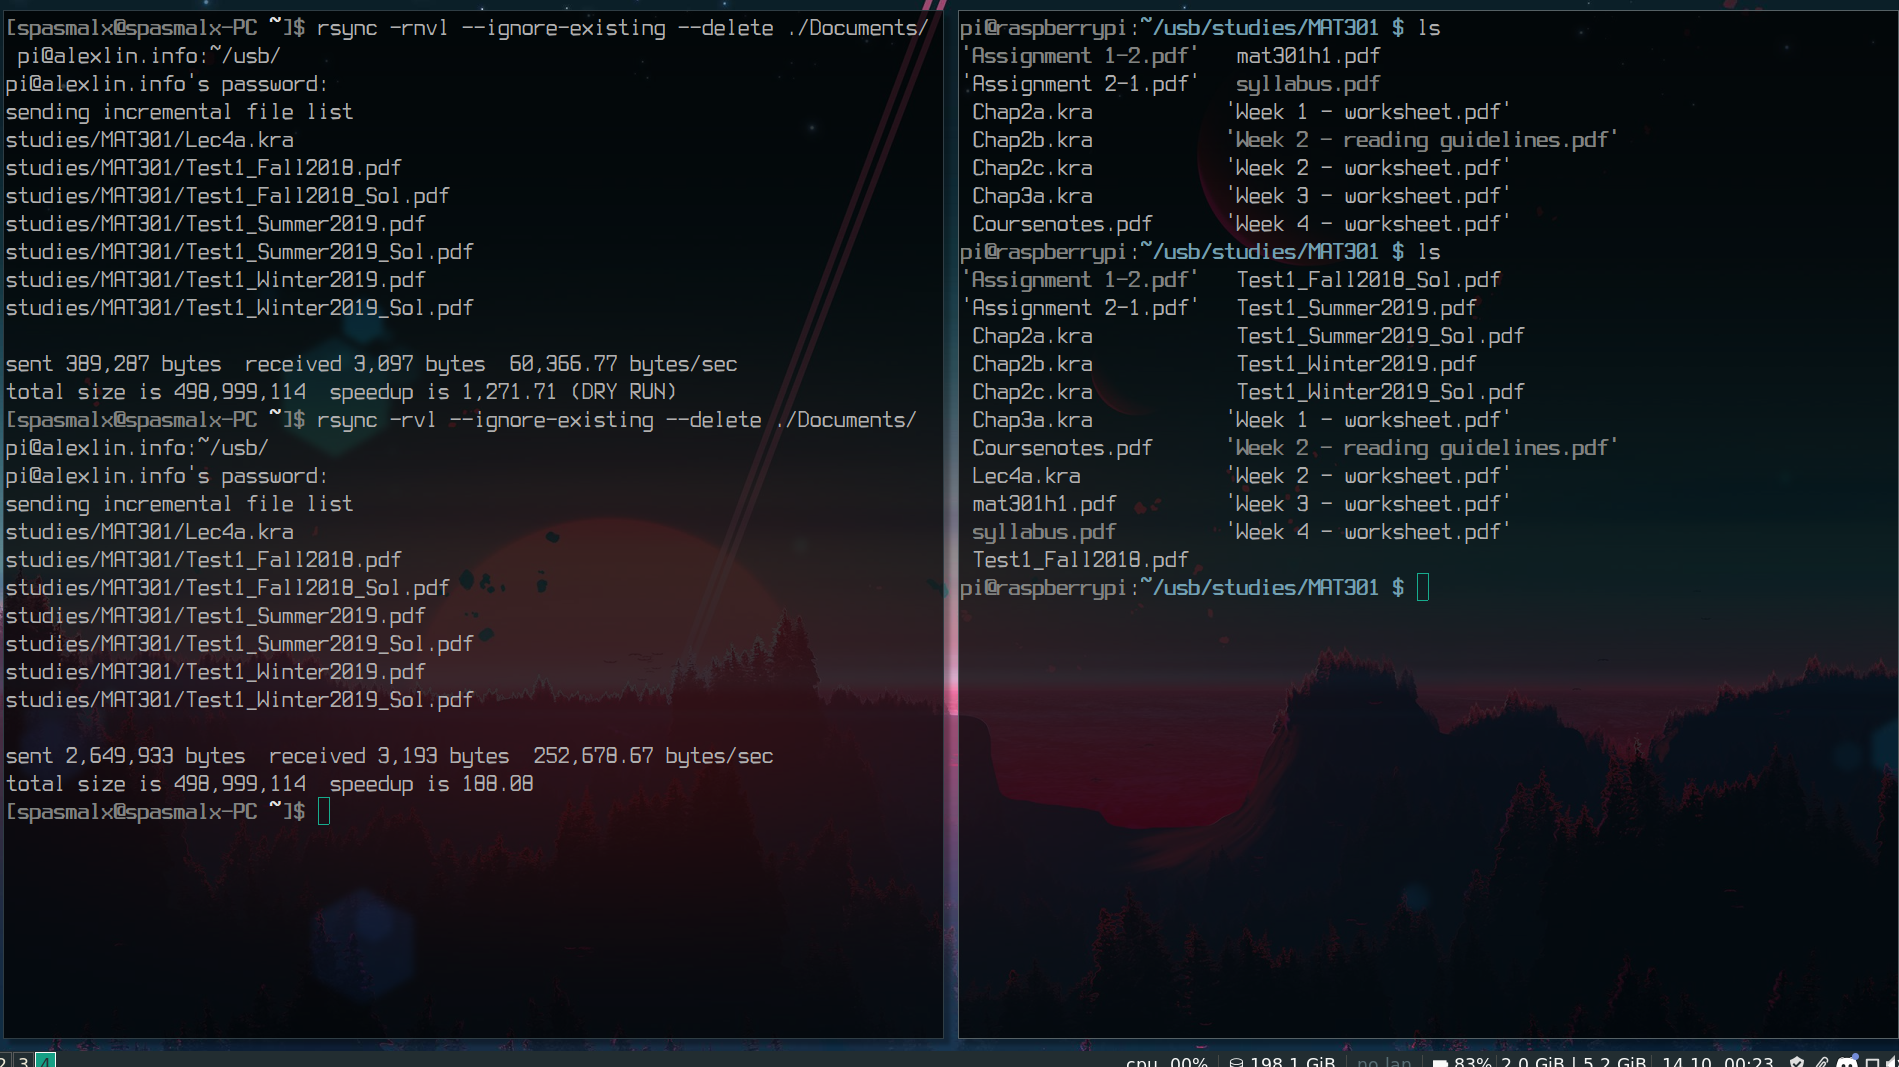 [spasmalx@spasmalx-PC ~]$ rsync -rnvl --ignore-existing --delete ./Documents/
 pi@alexlin.info:~/usb/
pi@alexlin.info's password:
sending incremental file list
studies/MAT301/Lec4a.kra
studies/MAT301/Test1_Fall2018.pdf
studies/MAT301/Test1_Fall2018_Sol.pdf
studies/MAT301/Test1_Summer2019.pdf
studies/MAT301/Test1_Summer2019_Sol.pdf
studies/MAT301/Test1_Winter2019.pdf
studies/MAT301/Test1_Winter2019_Sol.pdf

sent 389,287 bytes  received 3,097 bytes  60,366.77 bytes/sec
total size is 498,999,114  speedup is 1,271.71 (DRY RUN)
[spasmalx@spasmalx-PC ~]$ rsync -rvl --ignore-existing --delete ./Documents/
pi@alexlin.info:~/usb/
pi@alexlin.info's password:
sending incremental file list
studies/MAT301/Lec4a.kra
studies/MAT301/Test1_Fall2018.pdf
studies/MAT301/Test1_Fall2018_Sol.pdf
studies/MAT301/Test1_Summer2019.pdf
studies/MAT301/Test1_Summer2019_Sol.pdf
studies/MAT301/Test1_Winter2019.pdf
studies/MAT301/Test1_Winter2019_Sol.pdf

sent 2,649,933 bytes  received 3,193 bytes  252,678.67 bytes/sec
total size is 498,999,114  speedup is 188.08
[spasmalx@spasmalx-PC ~]$
pi@raspberrypi:~/usb/studies/MAT301 $ ls
'Assignment 1-2.pdf'   mat301h1.pdf
'Assignment 2-1.pdf'   syllabus.pdf
 Chap2a.kra           'Week 1 - worksheet.pdf'
 Chap2b.kra           'Week 2 - reading guidelines.pdf'
 Chap2c.kra           'Week 2 - worksheet.pdf'
 Chap3a.kra           'Week 3 - worksheet.pdf'
 Coursenotes.pdf      'Week 4 - worksheet.pdf'
pi@raspberrypi:~/usb/studies/MAT301 $ ls
'Assignment 1-2.pdf'   Test1_Fall2018_Sol.pdf
'Assignment 2-1.pdf'   Test1_Summer2019.pdf
 Chap2a.kra            Test1_Summer2019_Sol.pdf
 Chap2b.kra            Test1_Winter2019.pdf
 Chap2c.kra            Test1_Winter2019_Sol.pdf
 Chap3a.kra           'Week 1 - worksheet.pdf'
 Coursenotes.pdf      'Week 2 - reading guidelines.pdf'
 Lec4a.kra            'Week 2 - worksheet.pdf'
 mat301h1.pdf         'Week 3 - worksheet.pdf'
 syllabus.pdf         'Week 4 - worksheet.pdf'
 Test1_Fall2018.pdf
pi@raspberrypi:~/usb/studies/MAT301 $
2 3 4 cpu 00% | 198.1 GiB | no lan | 83% | 2.0 GiB | 5.2 GiB | 14.10. 00:23